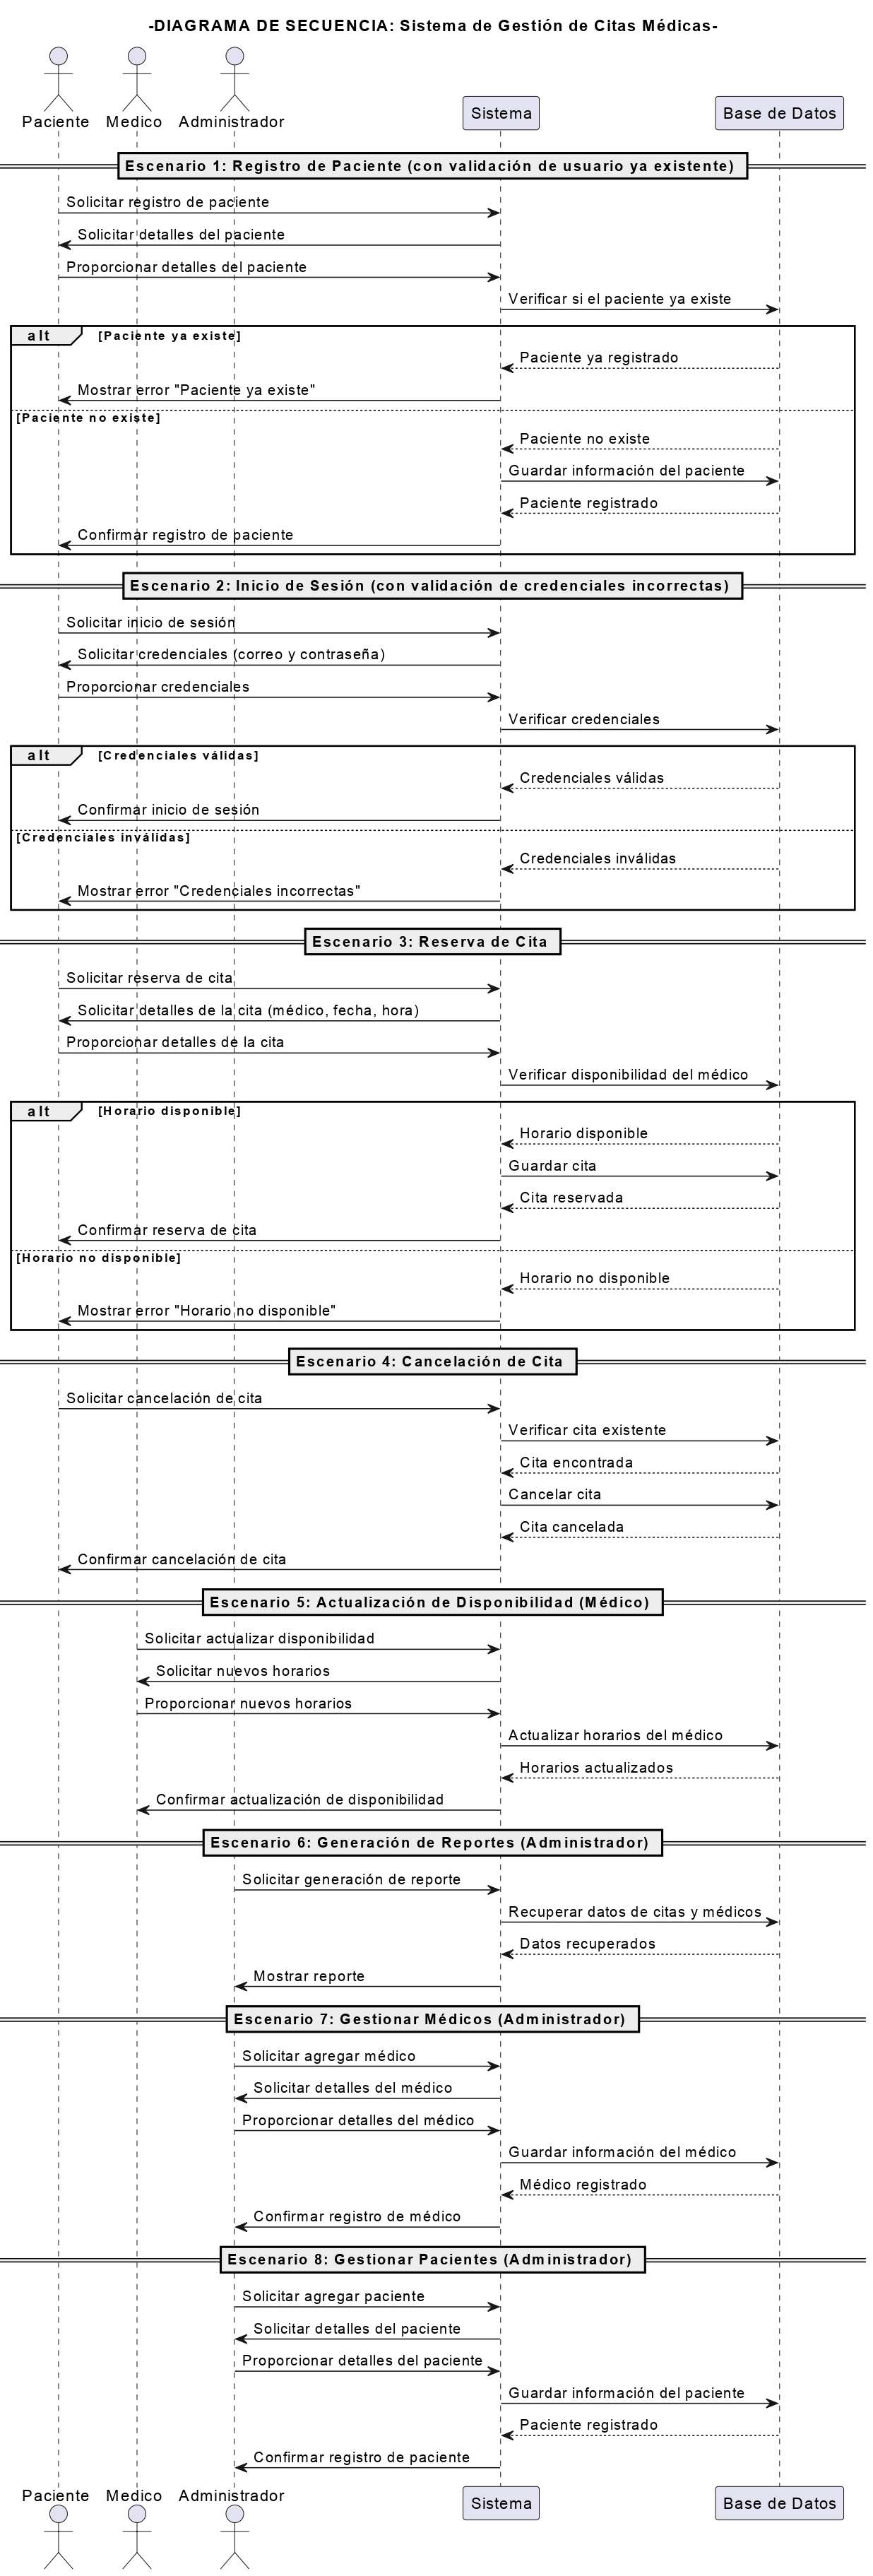 -DIAGRAMA DE SECUENCIA: Sistema de Gestión de Citas Médicas-
Paciente
Medico
Administrador
Sistema
Base de Datos
Escenario 1: Registro de Paciente (con validación de usuario ya existente)
Solicitar registro de paciente
Solicitar detalles del paciente
Proporcionar detalles del paciente
Verificar si el paciente ya existe
alt
[Paciente ya existe]
Paciente ya registrado
Mostrar error "Paciente ya existe"
[Paciente no existe]
Paciente no existe
Guardar información del paciente
Paciente registrado
Confirmar registro de paciente
Escenario 2: Inicio de Sesión (con validación de credenciales incorrectas)
Solicitar inicio de sesión
Solicitar credenciales (correo y contraseña)
Proporcionar credenciales
Verificar credenciales
alt
[Credenciales válidas]
Credenciales válidas
Confirmar inicio de sesión
[Credenciales inválidas]
Credenciales inválidas
Mostrar error "Credenciales incorrectas"
Escenario 3: Reserva de Cita
Solicitar reserva de cita
Solicitar detalles de la cita (médico, fecha, hora)
Proporcionar detalles de la cita
Verificar disponibilidad del médico
alt
[Horario disponible]
Horario disponible
Guardar cita
Cita reservada
Confirmar reserva de cita
[Horario no disponible]
Horario no disponible
Mostrar error "Horario no disponible"
Escenario 4: Cancelación de Cita
Solicitar cancelación de cita
Verificar cita existente
Cita encontrada
Cancelar cita
Cita cancelada
Confirmar cancelación de cita
Escenario 5: Actualización de Disponibilidad (Médico)
Solicitar actualizar disponibilidad
Solicitar nuevos horarios
Proporcionar nuevos horarios
Actualizar horarios del médico
Horarios actualizados
Confirmar actualización de disponibilidad
Escenario 6: Generación de Reportes (Administrador)
Solicitar generación de reporte
Recuperar datos de citas y médicos
Datos recuperados
Mostrar reporte
Escenario 7: Gestionar Médicos (Administrador)
Solicitar agregar médico
Solicitar detalles del médico
Proporcionar detalles del médico
Guardar información del médico
Médico registrado
Confirmar registro de médico
Escenario 8: Gestionar Pacientes (Administrador)
Solicitar agregar paciente
Solicitar detalles del paciente
Proporcionar detalles del paciente
Guardar información del paciente
Paciente registrado
Confirmar registro de paciente
Paciente
Medico
Administrador
Sistema
Base de Datos